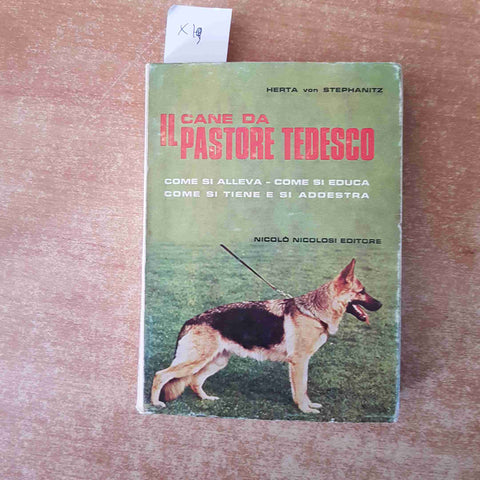 HERTA von STEPHANITZ
IL CANE DA
PASTORE TEDESCO
COME SI ALLEVA - COME SI EDUCA
COME SI TIENE E SI ADDESTRA
NICOLÒ NICOLOSI EDITORE